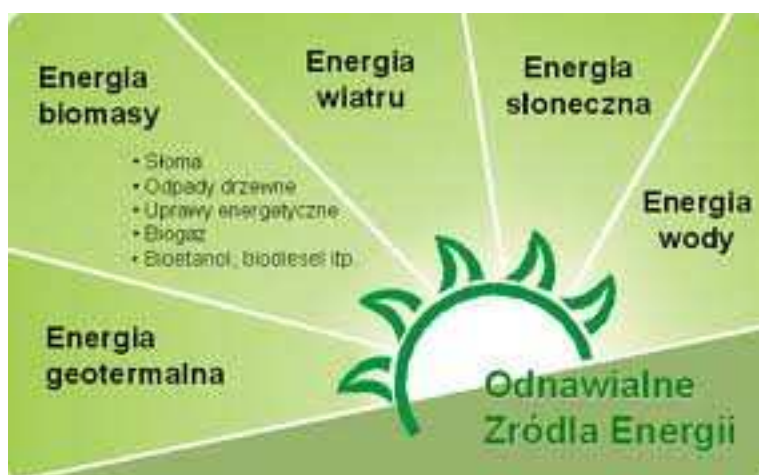 Energia
biomasy
• Słoma
• Odpady drzewne
• Uprawy energetyczne
• Biogaz
• Bioetanol, biodiesel itp.
Energia
wiatru
Energia
słoneczna
Energia
wody
Energia
geotermalna
Odnawialne
Zródla Energii